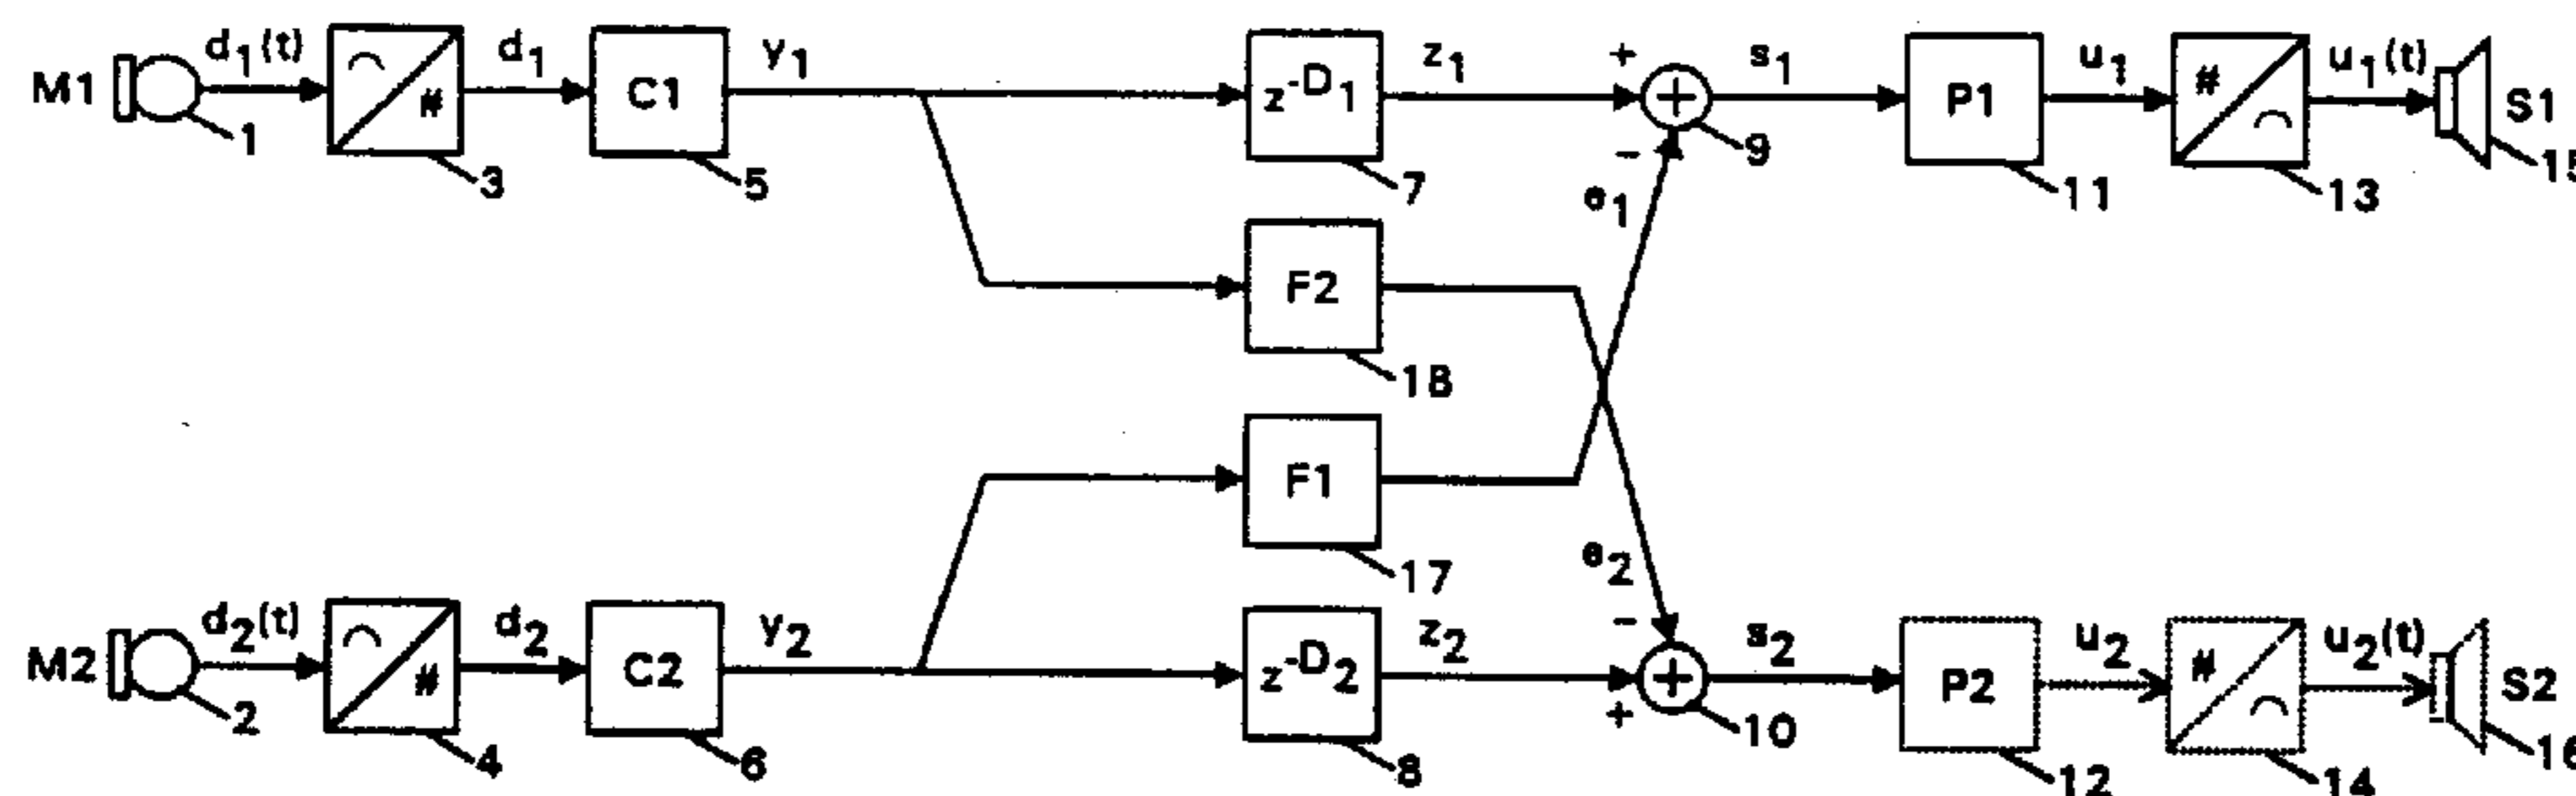 M1 d1(t) # d1 C1 y1 z-D1 z1 + + s1 P1 u1 # u1(t) S1
1 3 5 7 - 9 11 13 15
e1
F2
18
F1
17
e2
M2 d2(t) # d2 C2 y2 z-D2 z2 - + + s2 P2 u2 # u2(t) S2
2 4 6 8 10 12 14 16